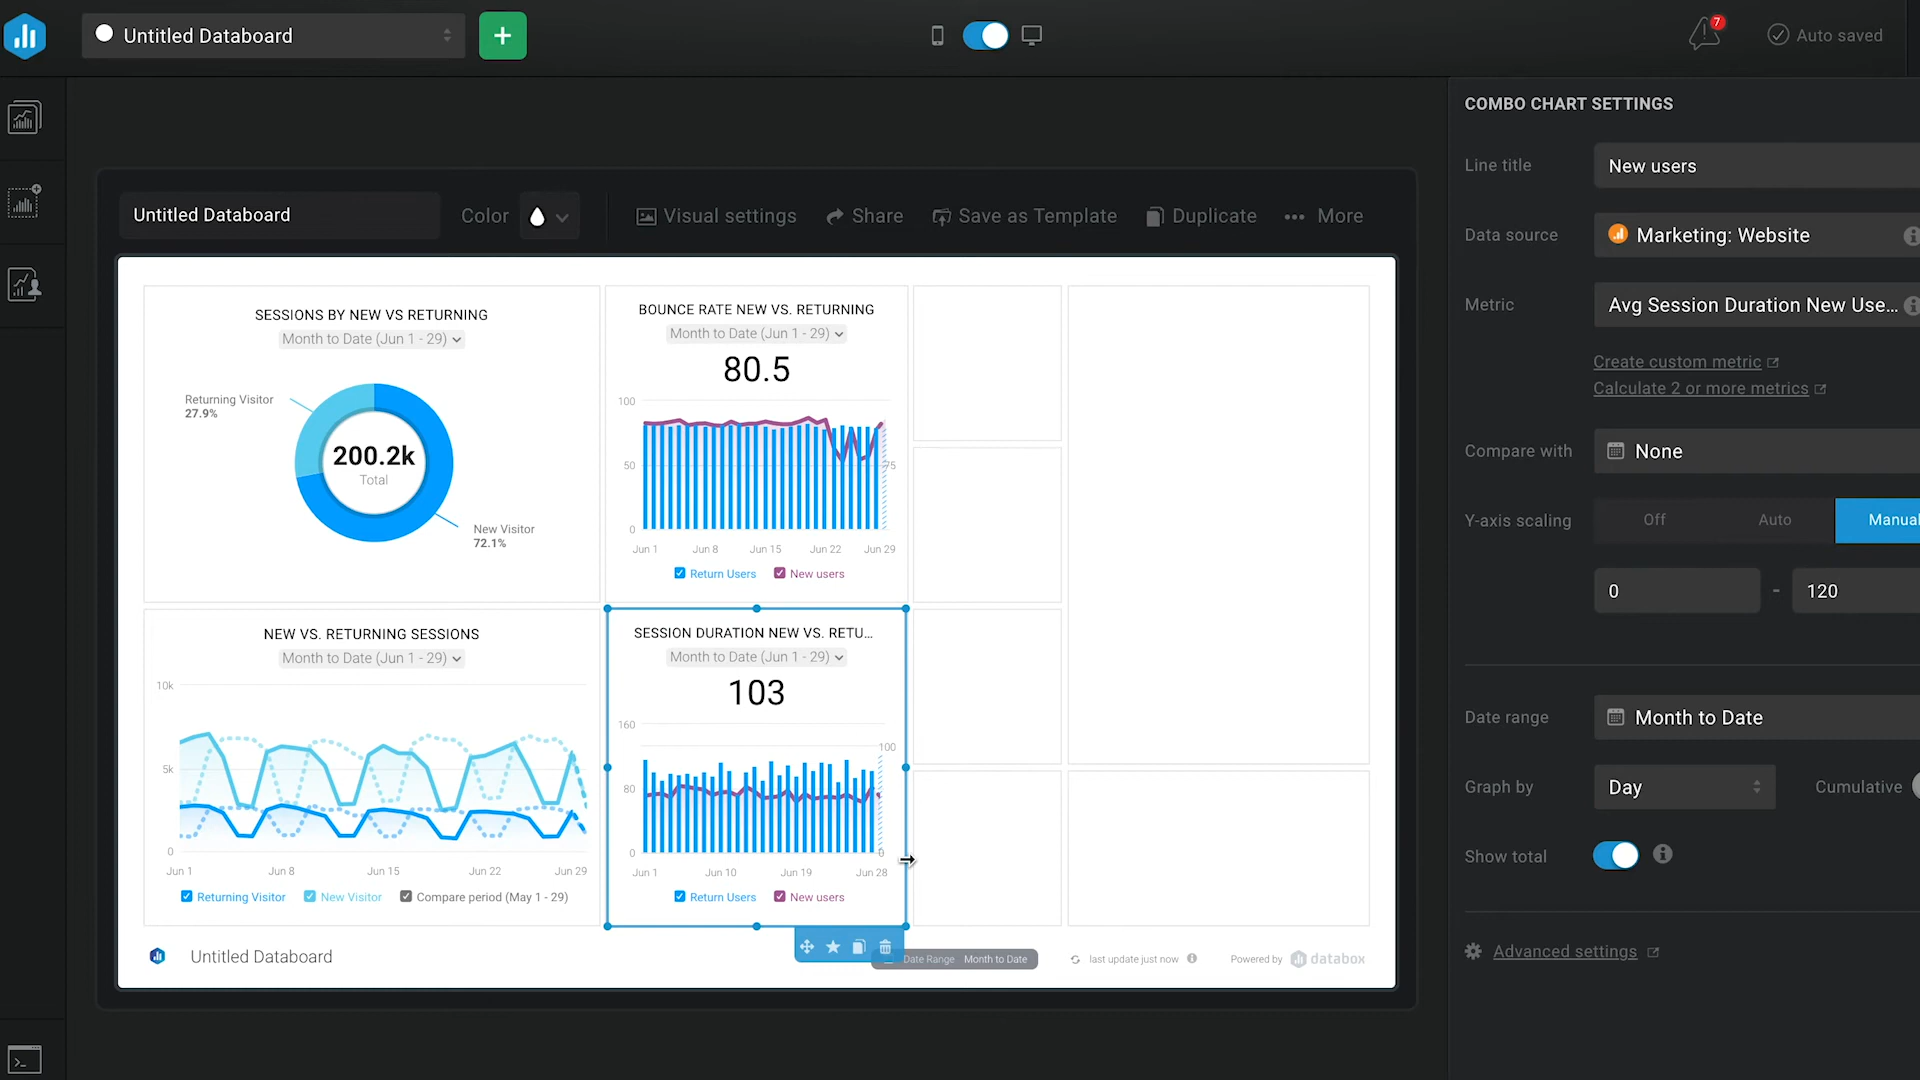 Untitled Databoard
+
7
Auto saved
Untitled Databoard
Color
Visual settings
Share
Save as Template
Duplicate
More
SESSIONS BY NEW VS RETURNING
Month to Date (Jun 1 - 29)
Returning Visitor
27.9%
200.2k
Total
New Visitor
72.1%
BOUNCE RATE NEW VS. RETURNING
Month to Date (Jun 1 - 29)
80.5
100
50
75
0
Jun 1 Jun 8 Jun 15 Jun 22 Jun 29
Return Users New users
NEW VS. RETURNING SESSIONS
Month to Date (Jun 1 - 29)
10k
5k
0
Jun 1 Jun 8 Jun 15 Jun 22 Jun 29
Returning Visitor New Visitor Compare period (May 1 - 29)
SESSION DURATION NEW VS. RETU...
Month to Date (Jun 1 - 29)
103
160
100
80
0 0
Jun 1 Jun 10 Jun 19 Jun 28
Return Users New users
Untitled Databoard
Date Range Month to Date
last update just now
Powered by databox
COMBO CHART SETTINGS
Line title New users
Data source Marketing: Website
Metric Avg Session Duration New Use...
Create custom metric
Calculate 2 or more metrics
Compare with None
Y-axis scaling Off Auto Manual
0 - 120
Date range Month to Date
Graph by Day Cumulative
Show total
Advanced settings